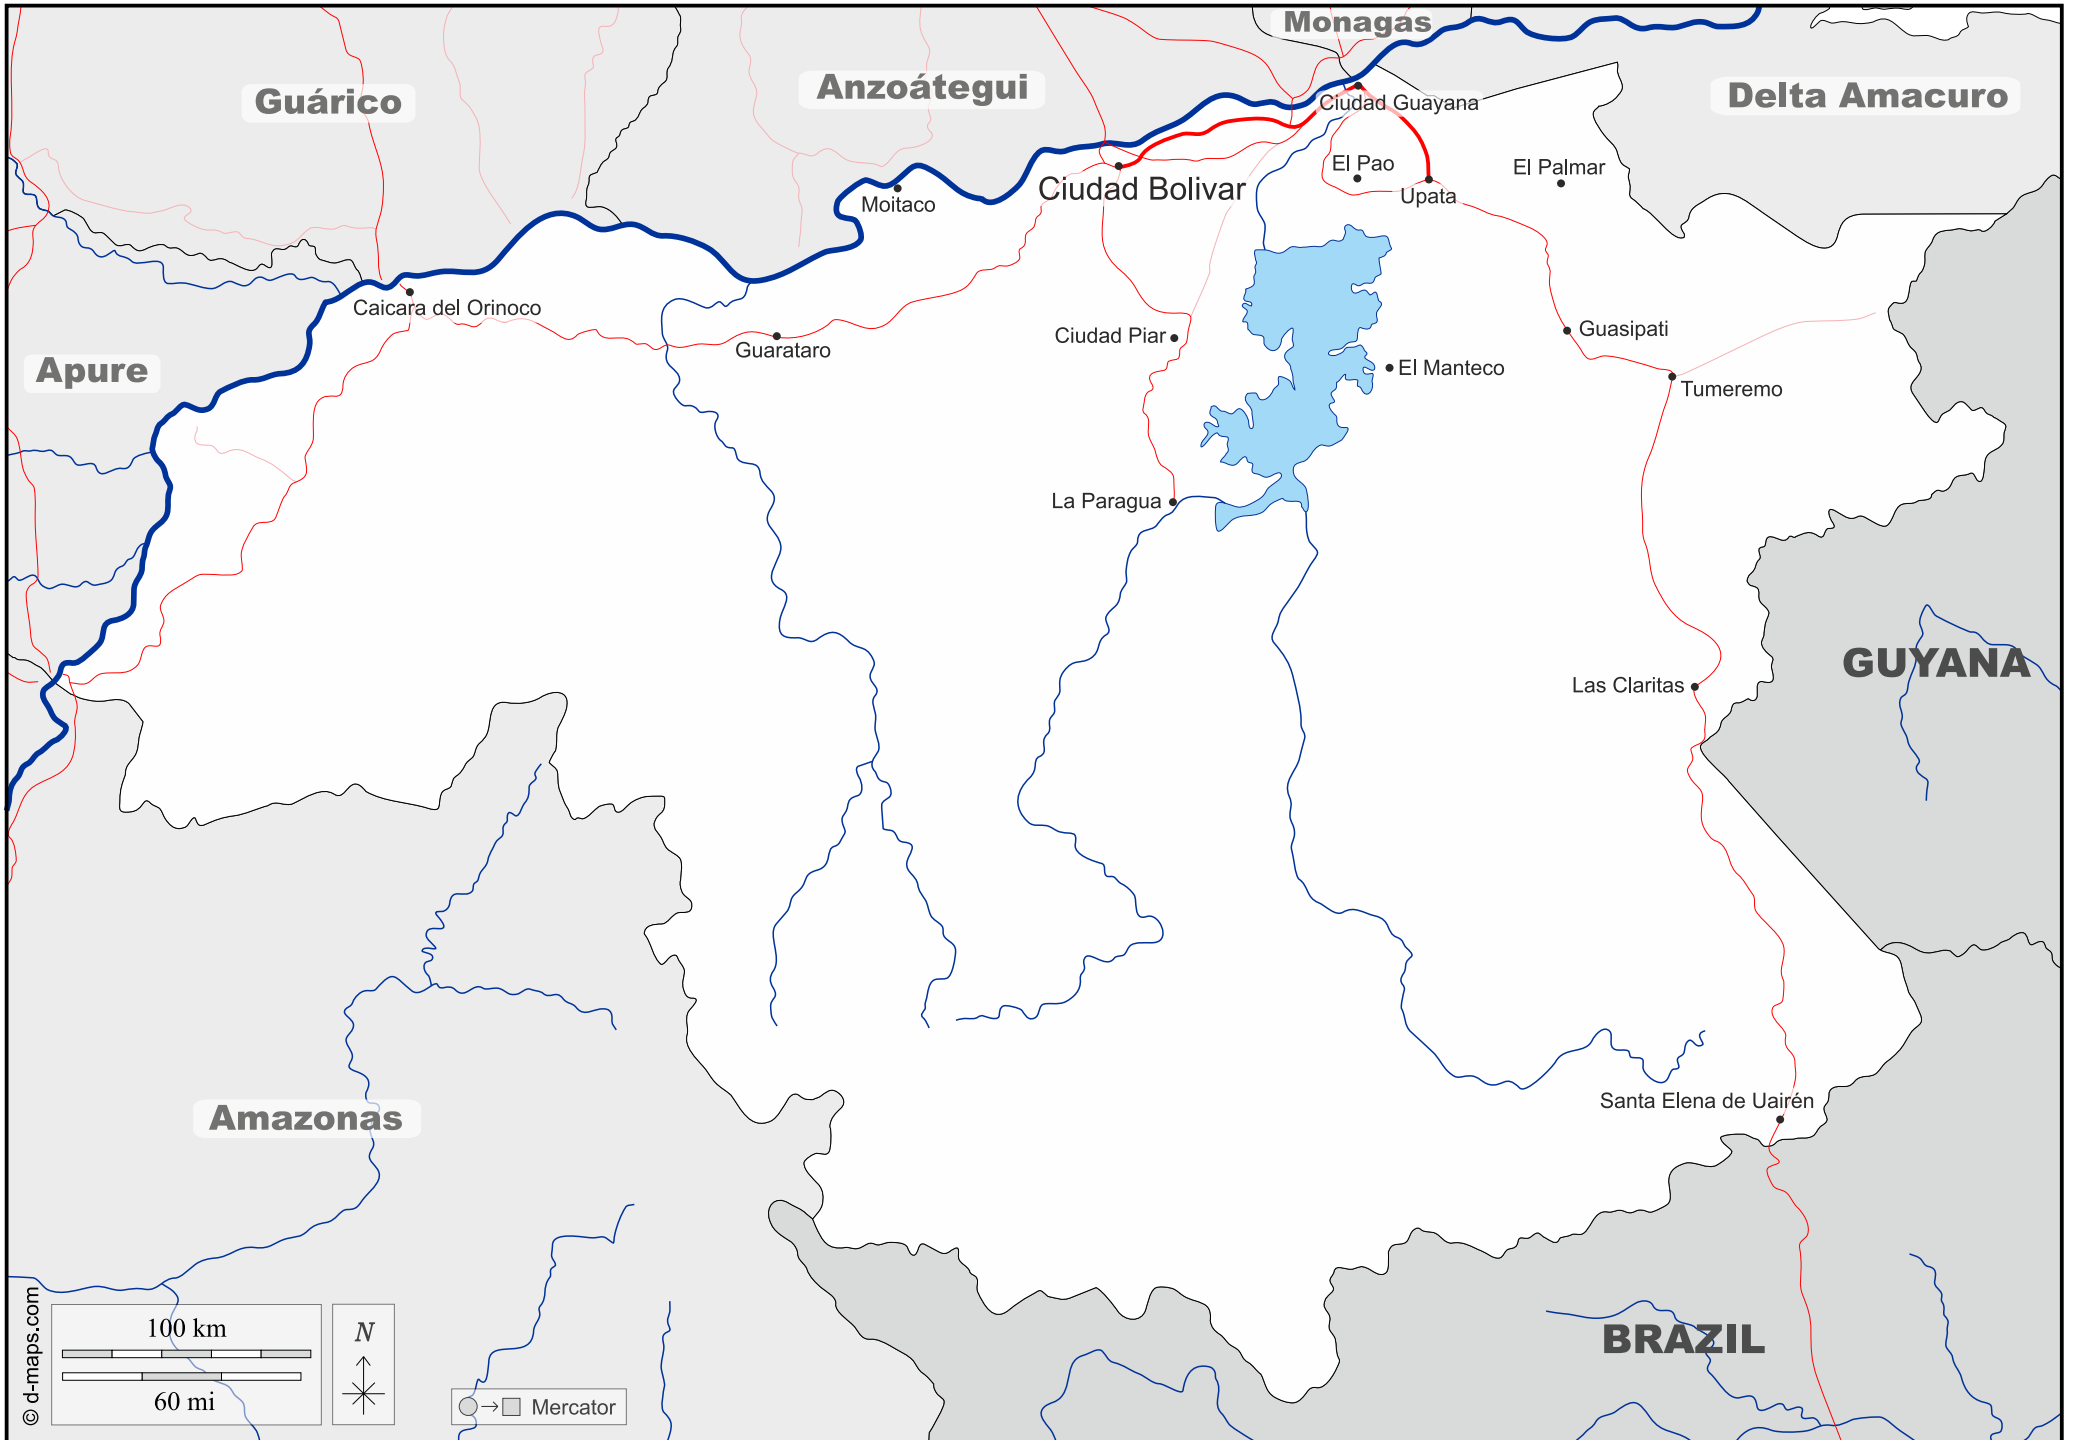 Monagas
Anzoátegui
Guárico
Delta Amacuro
Ciudad Guayana
El Pao
El Palmar
Ciudad Bolivar
Upata
Moitaco
Caicara del Orinoco
Guarataro
Ciudad Piar
Guasipati
Apure
El Manteco
Tumeremo
La Paragua
GUYANA
Las Claritas
Santa Elena de Uairén
Amazonas
BRAZIL
© d-maps.com
100 km
60 mi
N
Mercator